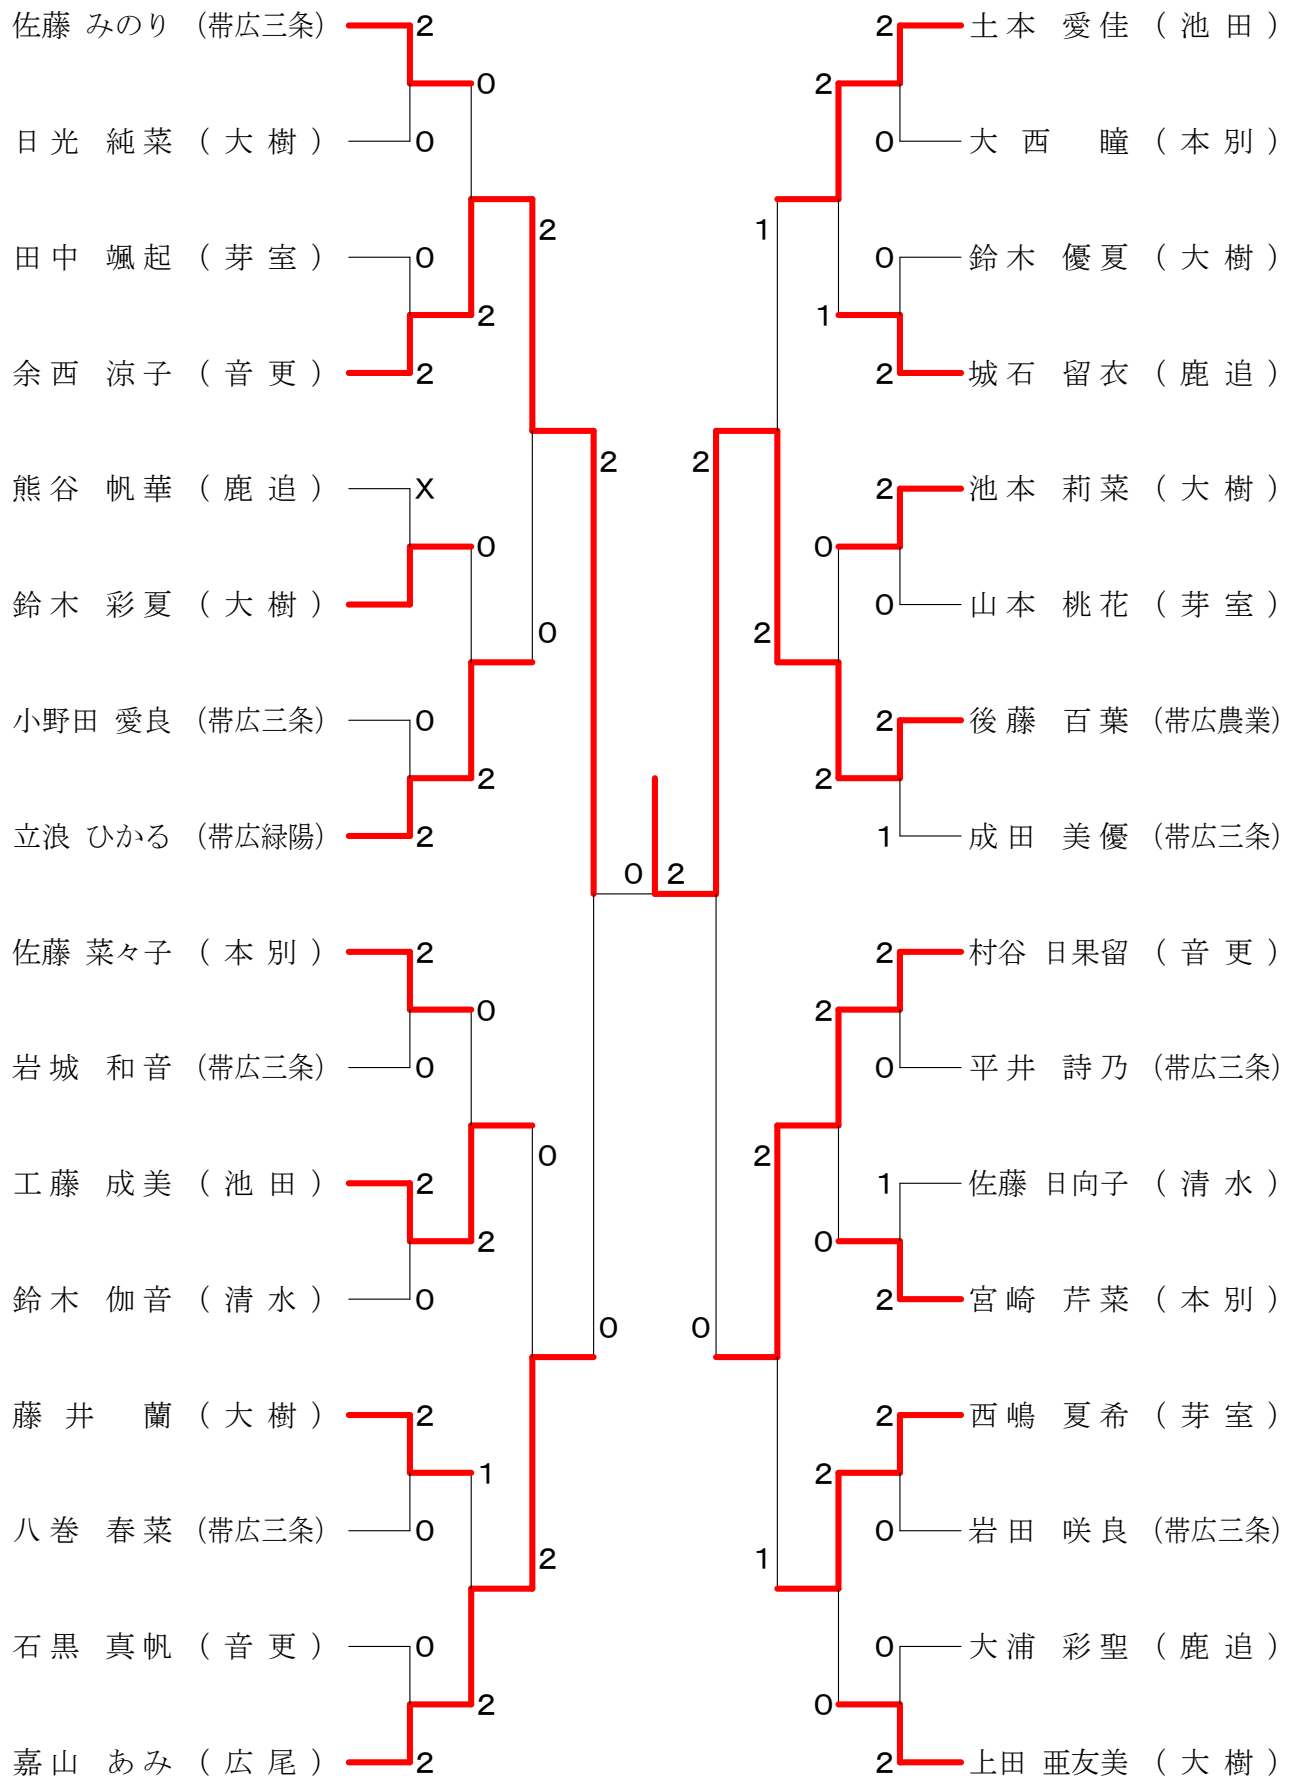 佐藤 みのり (帯広三条) 2 2 土本 愛佳 (池田)
0 2
日光 純菜 (大樹) 0 0 大西 瞳 (本別)
2 1
田中 颯起 (芽室) 0 0 鈴木 優夏 (大樹)
2 1
余西 涼子 (音更) 2 2 城石 留衣 (鹿追)
2 2
熊谷 帆華 (鹿追) X 2 池本 莉菜 (大樹)
0 0
鈴木 彩夏 (大樹) 0 山本 桃花 (芽室)
0 2
小野田 愛良 (帯広三条) 0 2 後藤 百葉 (帯広農業)
2 2
立浪 ひかる (帯広緑陽) 2 1 成田 美優 (帯広三条)
0 2
佐藤 菜々子 (本別) 2 2 村谷 日果留 (音更)
0 2
岩城 和音 (帯広三条) 0 0 平井 詩乃 (帯広三条)
0 2
工藤 成美 (池田) 2 1 佐藤 日向子 (清水)
2 0
鈴木 伽音 (清水) 0 2 宮崎 芹菜 (本別)
0 0
藤井 蘭 (大樹) 2 2 西嶋 夏希 (芽室)
1 2
八巻 春菜 (帯広三条) 0 0 岩田 咲良 (帯広三条)
2 1
石黒 真帆 (音更) 0 0 大浦 彩聖 (鹿追)
2 0
嘉山 あみ (広尾) 2 2 上田 亜友美 (大樹)